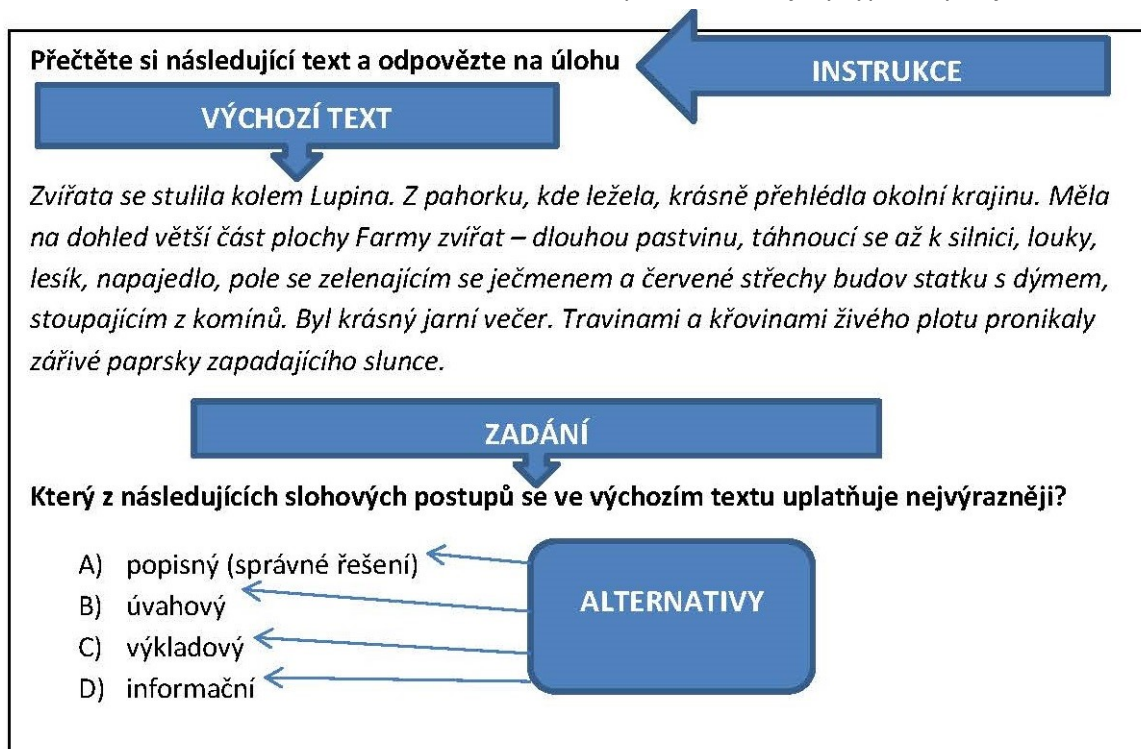 Přečtěte si následující text a odpovězte na úlohu
INSTRUKCE
VÝCHOZÍ TEXT
Zvířata se stulila kolem Lupina. Z pahorku, kde ležela, krásně přehlédla okolní krajinu. Měla
na dohled větší část plochy Farmy zvířat – dlouhou pastvinu, táhnoucí se až k silnici, louky,
lesík, napajedlo, pole se zelenajícím se ječmenem a červené střechy budov statku s dýmem,
stoupajícím z komínů. Byl krásný jarní večer. Travinami a křovinami živého plotu pronikaly
zářivé paprsky zapadajícího slunce.
ZADÁNÍ
Který z následujících slohových postupů se ve výchozím textu uplatňuje nejvýrazněji?
A) popisný (správné řešení)
B) úvahový
C) výkladový
D) informační
ALTERNATIVY